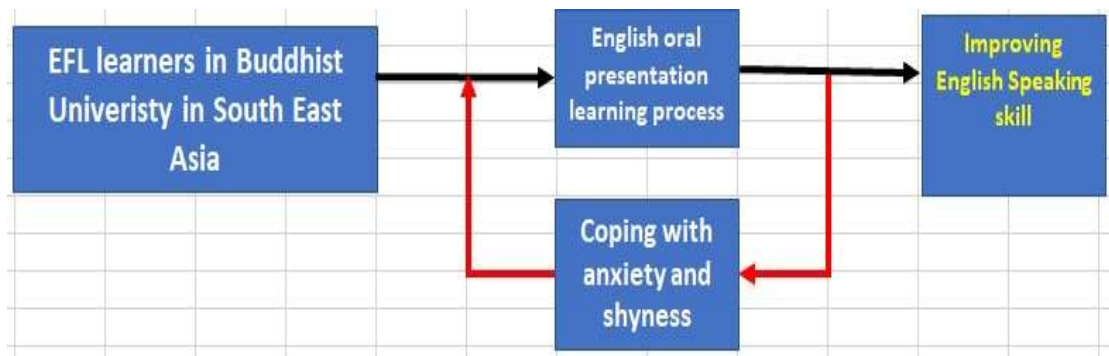 EFL learners in Buddhist
Univeristy in South East
Asia
English oral
presentation
learning process
Improving
English Speaking
skill
Coping with
anxiety and
shyness